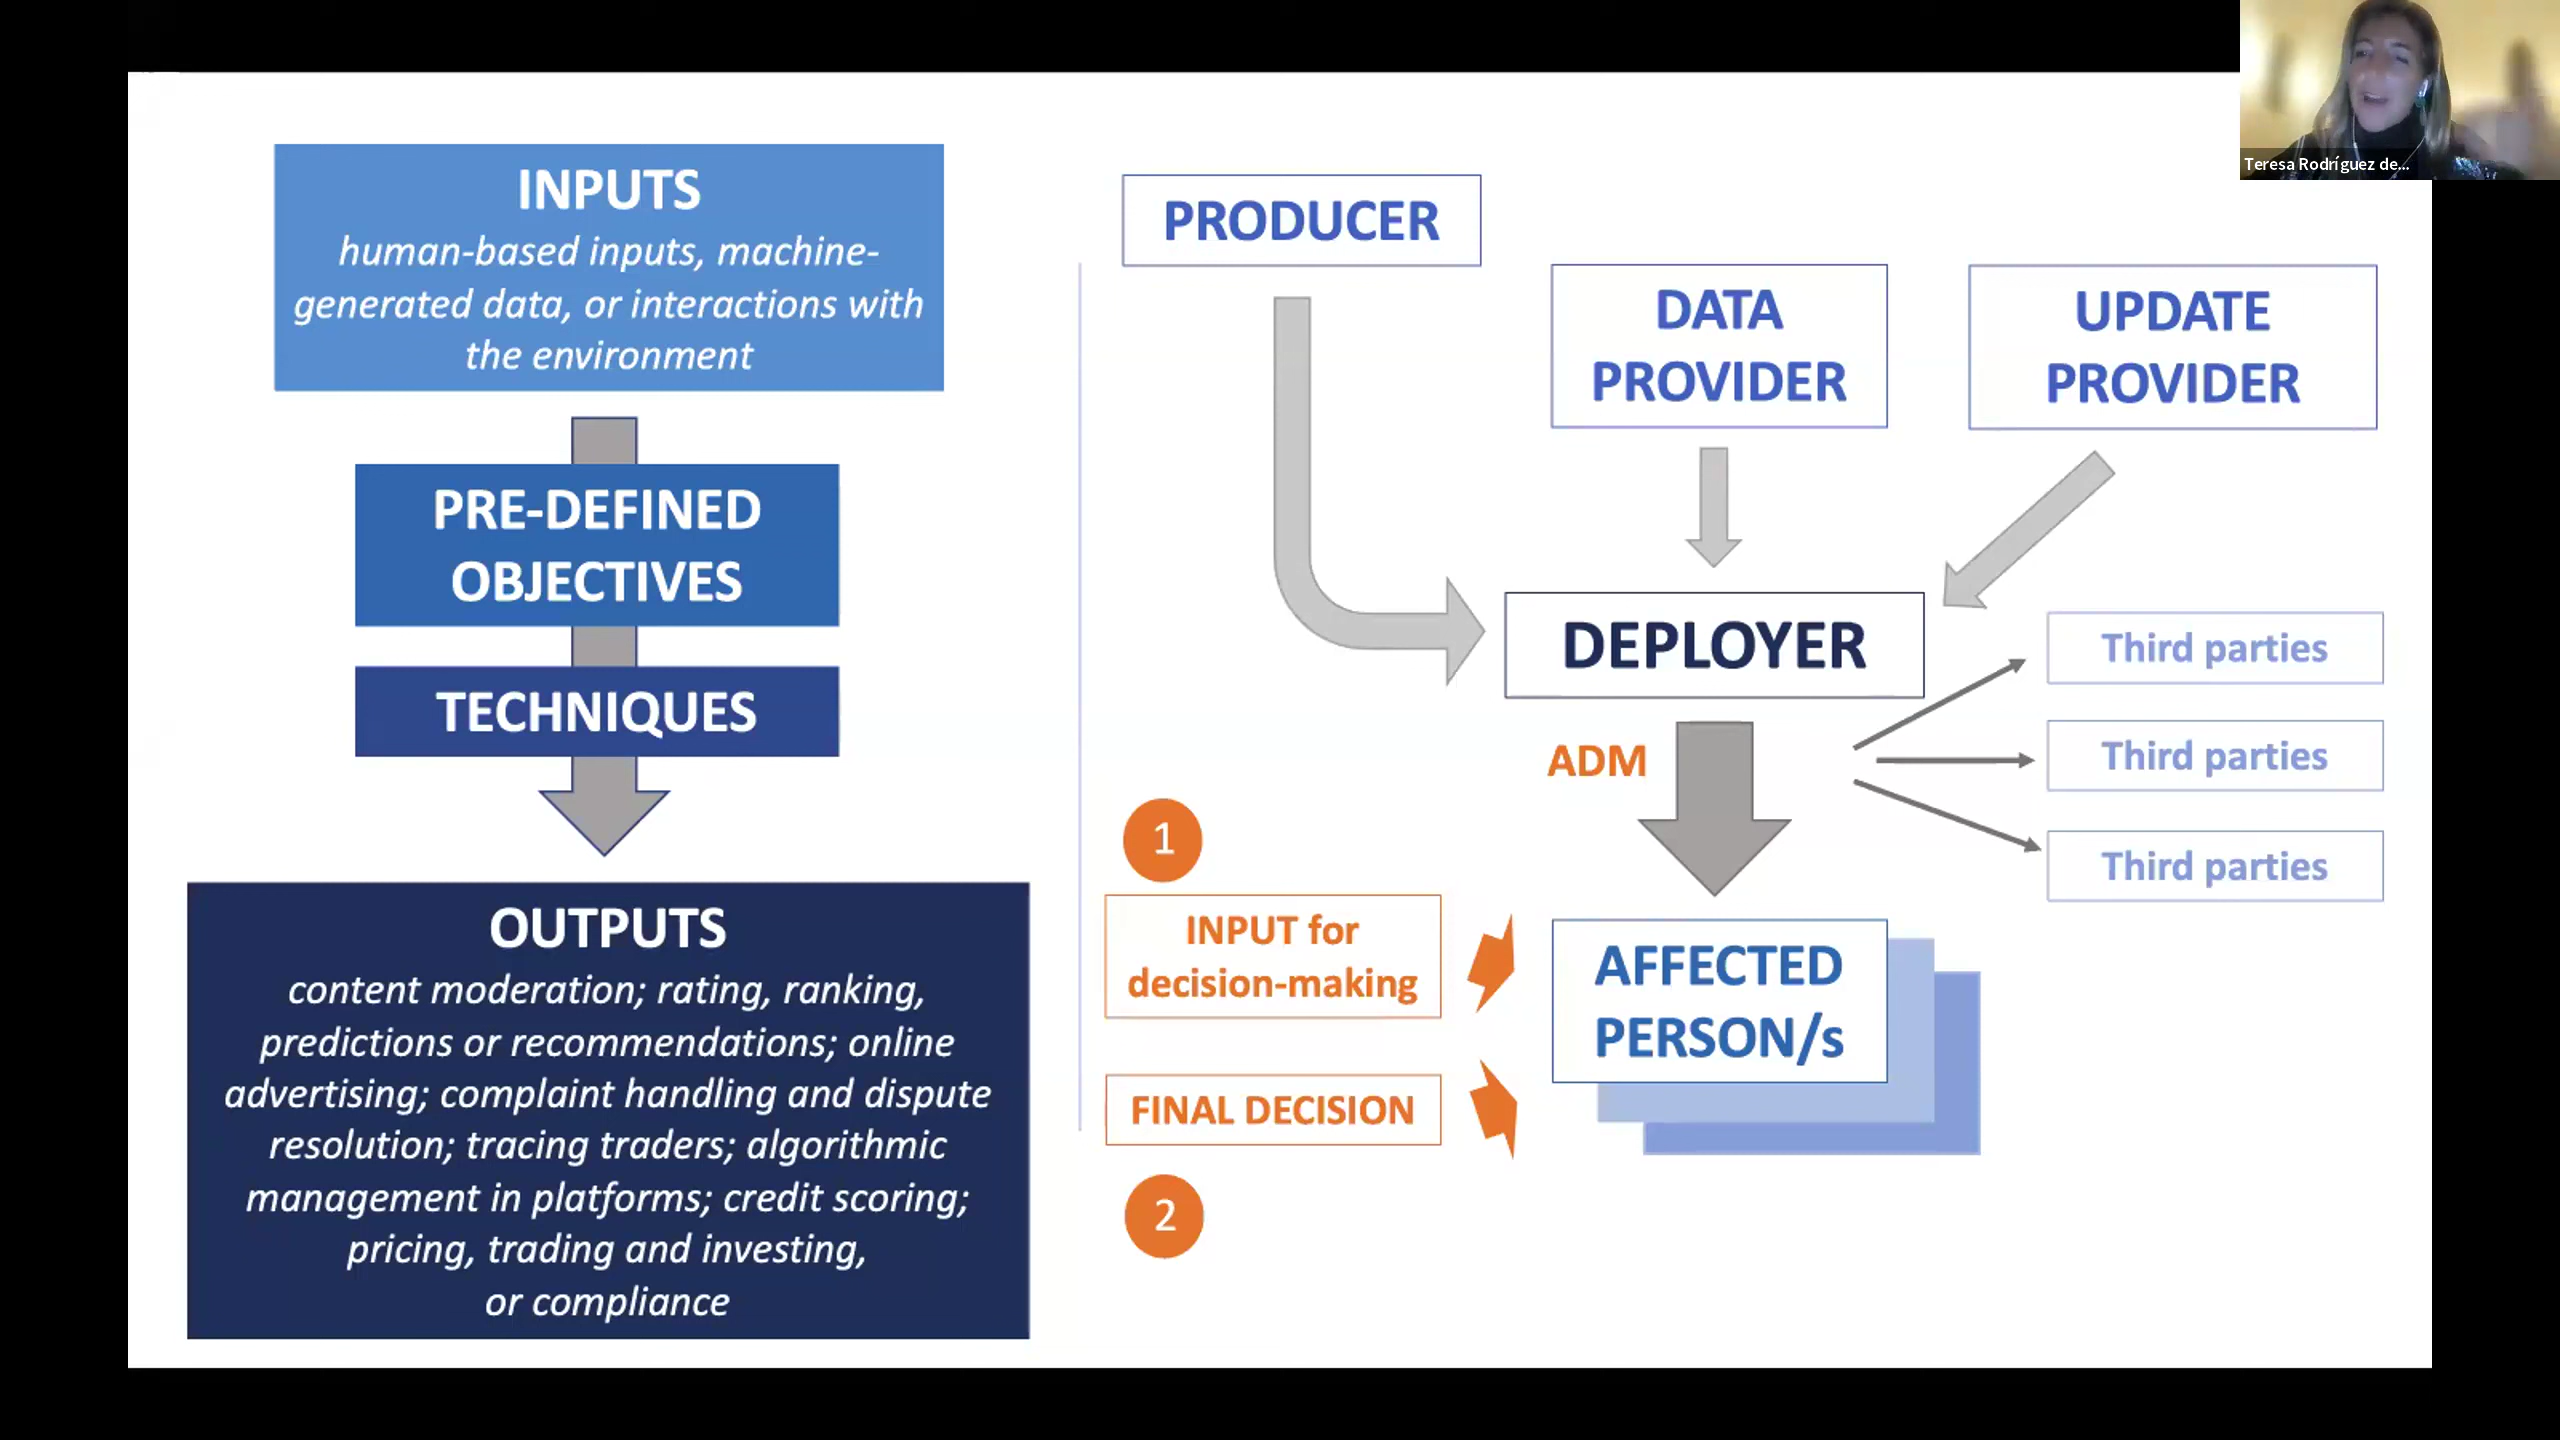 INPUTS
human-based inputs, machine-
generated data, or interactions with
the environment
PRE-DEFINED
OBJECTIVES
TECHNIQUES
OUTPUTS
content moderation; rating, ranking,
predictions or recommendations; online
advertising; complaint handling and dispute
resolution; tracing traders; algorithmic
management in platforms; credit scoring;
pricing, trading and investing,
or compliance
PRODUCER
DATA
PROVIDER
UPDATE
PROVIDER
DEPLOYER
ADM
Third parties
Third parties
Third parties
1
INPUT for
decision-making
FINAL DECISION
2
AFFECTED
PERSON/s
Teresa Rodríguez de...